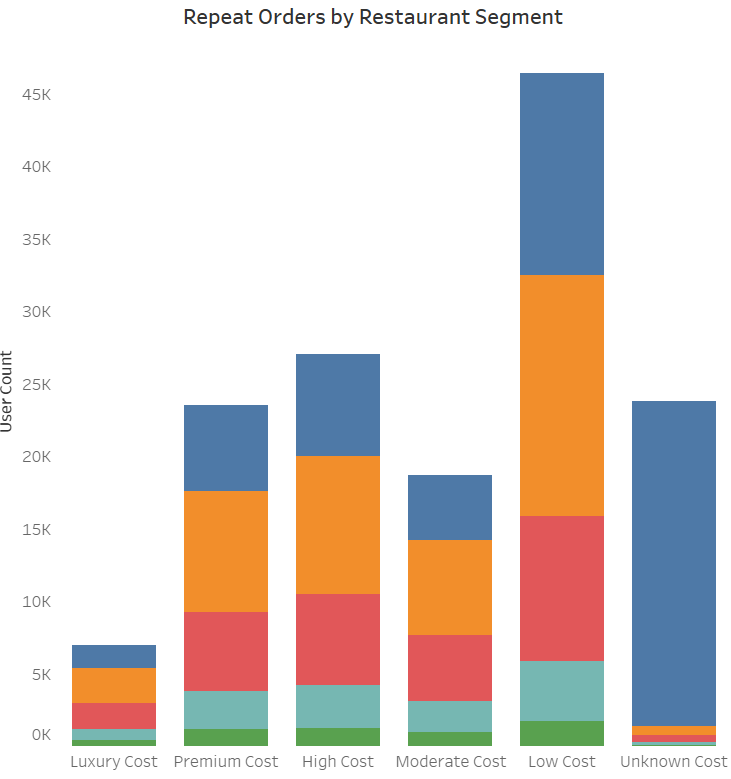 Repeat Orders by Restaurant Segment
45K
40K
35K
30K
25K
20K
15K
10K
5K
0K
User Count
Luxury Cost Premium Cost High Cost Moderate Cost Low Cost Unknown Cost